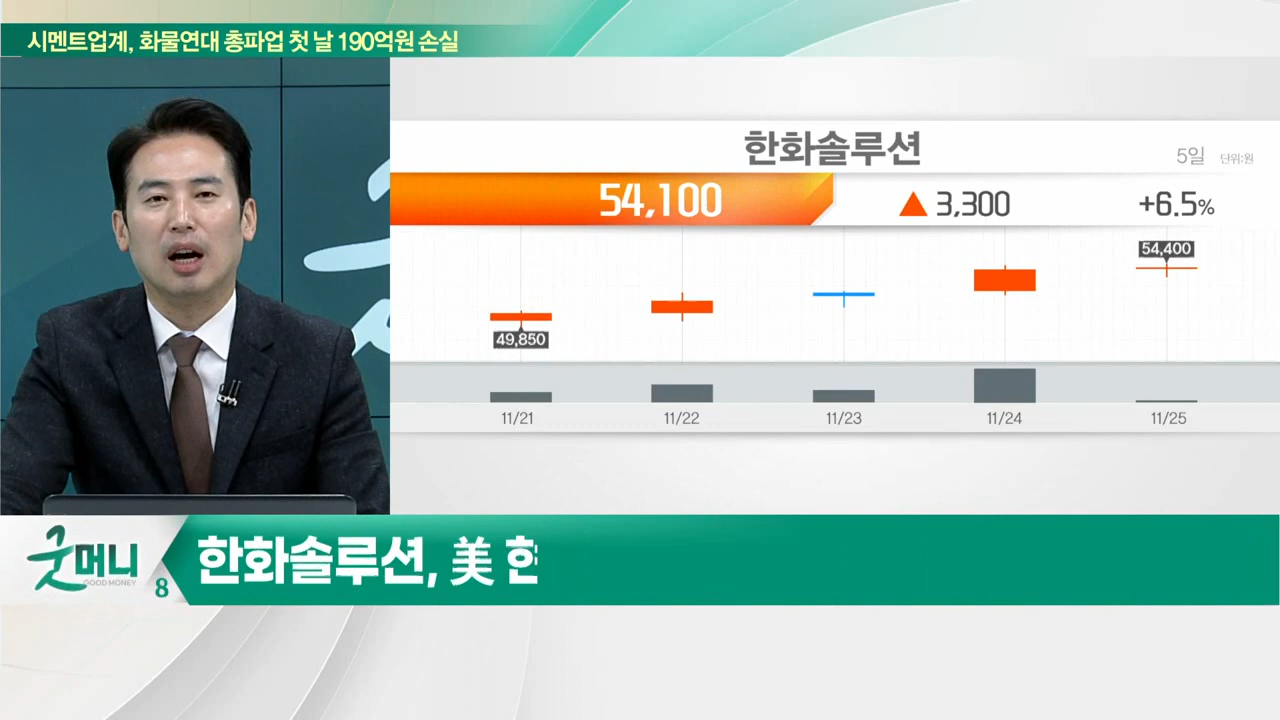 시멘트업계, 화물연대 총파업 첫 날 190억원 손실
한화솔루션
5일 단위:원
54,100 ▲ 3,300 +6.5%
54,400
49,850
11/21 11/22 11/23 11/24 11/25
굿머니
GOOD MONEY
8
한화솔루션, 美